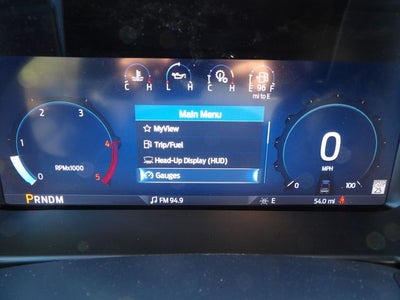 C H L H C H E 96 F
mi to E
Main Menu
MyView
Trip/Fuel
Head-Up Display (HUD)
Gauges
0 1 2 3 4 5
RPMx1000
0
MPH
0 100
PRNDM
FM 94.9
E
54.0 mi